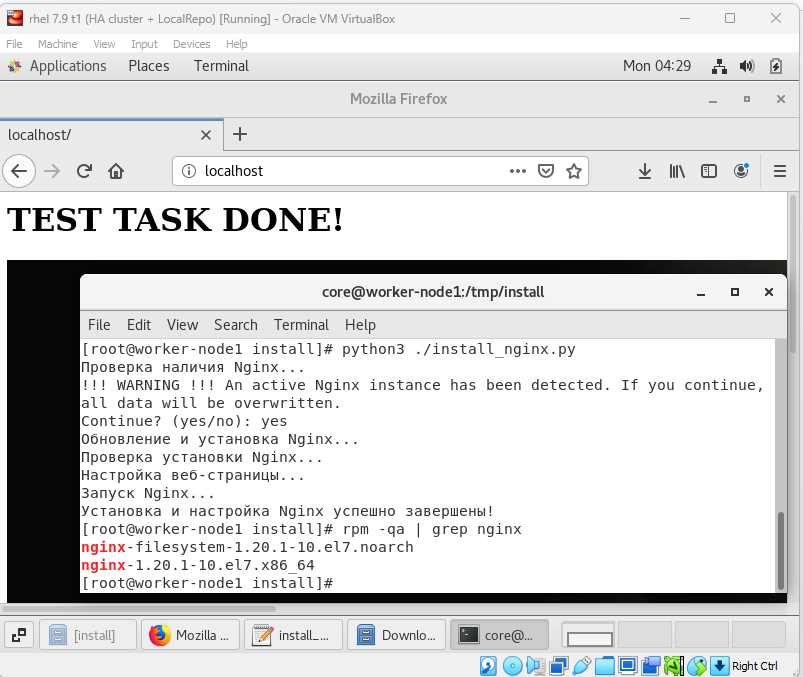 rhel 7.9 t1 (HA cluster + LocalRepo) [Running] - Oracle VM VirtualBox
File Machine View Input Devices Help
Applications Places Terminal Mon 04:29
Mozilla Firefox
localhost/
localhost
TEST TASK DONE!
core@worker-node1:/tmp/install
File Edit View Search Terminal Help
[root@worker-node1 install]# python3 ./install_nginx.py
Проверка наличия Nginx...
!!! WARNING !!! An active Nginx instance has been detected. If you continue,
all data will be overwritten.
Continue? (yes/no): yes
Обновление и установка Nginx...
Проверка установки Nginx...
Настройка веб-страницы...
Запуск Nginx...
Установка и настройка Nginx успешно завершены!
[root@worker-node1 install]# rpm -qa | grep nginx
nginx-filesystem-1.20.1-10.el7.noarch
nginx-1.20.1-10.el7.x86_64
[root@worker-node1 install]#
[install] Mozilla ... install_... Downlo... core@...
Right Ctrl